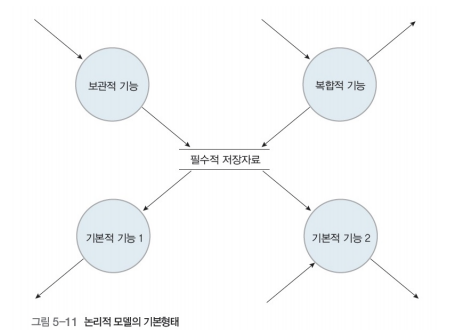 보관적 기능
복합적 기능
필수적 저장자료
기본적 기능 1
기본적 기능 2
그림 5-11 논리적 모델의 기본형태